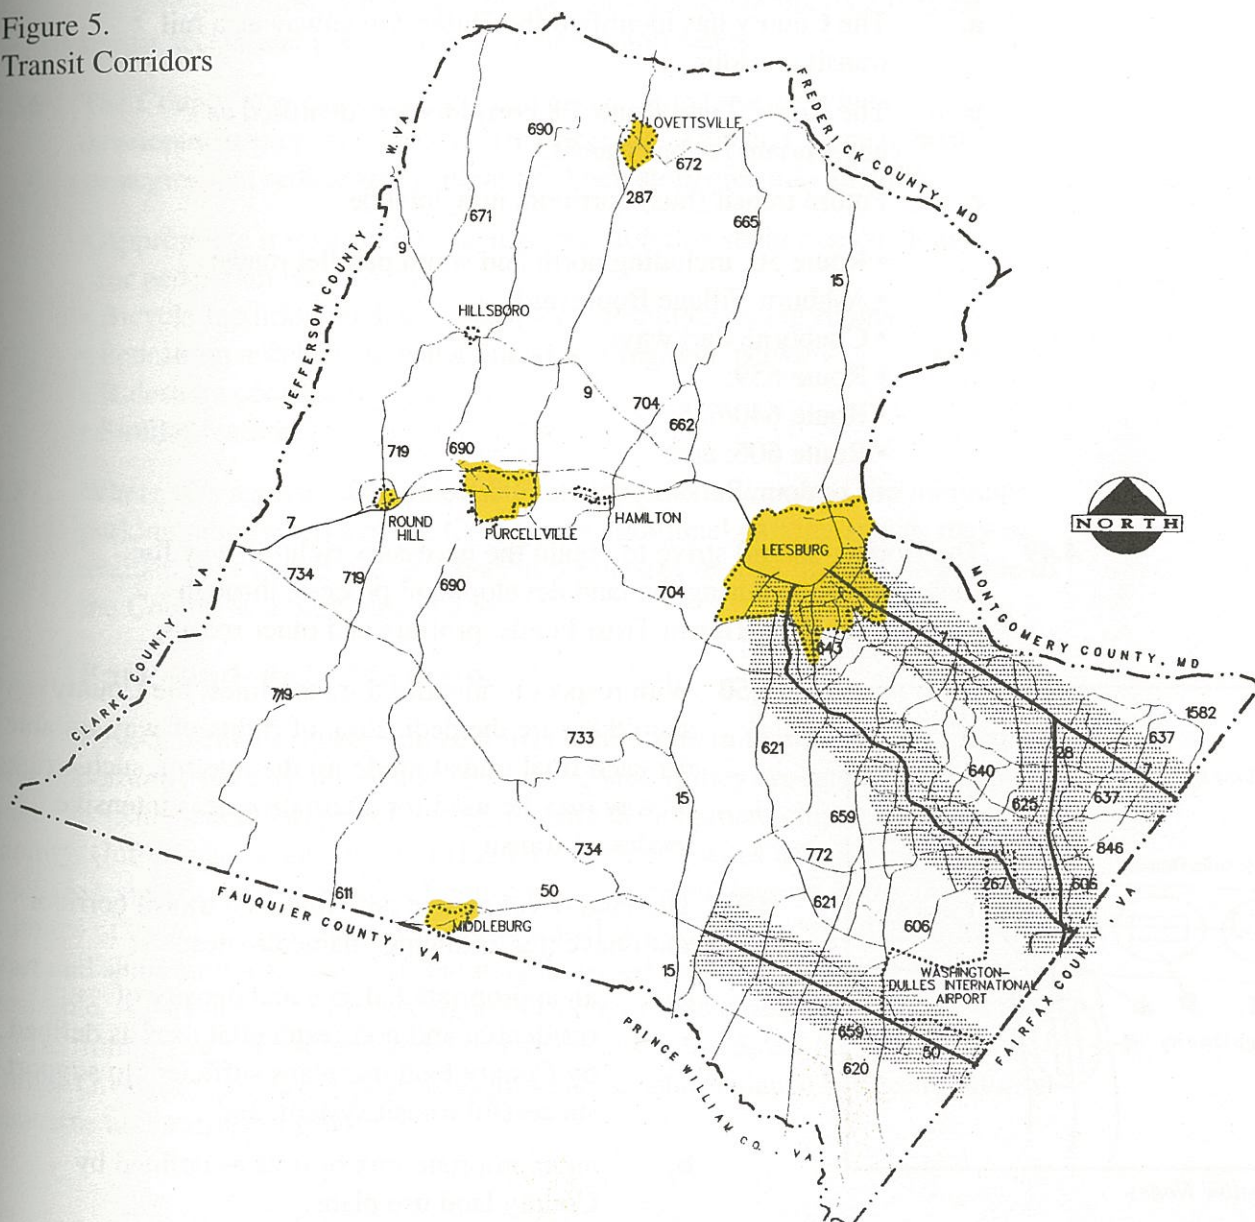 Figure 5.
Transit Corridors
FREDERICK COUNTY, MD
W. VA
JEFFERSON COUNTY
LOVETTSVILLE
690
672
287
671
665
9
15
HILLSBORO
9
704
662
719
690
7
ROUND
HILL
PURCELLVILLE
HAMILTON
LEESBURG
NORTH
734
719
690
704
MONTGOMERY COUNTY, MD
CLARKE COUNTY, VA
643
7
719
1582
733
621
28
637
7
640
15
625
637
659
846
734
772
267
606
611
50
621
606
FAUQUIER COUNTY, VA
MIDDLEBURG
15
WASHINGTON-
DULLES INTERNATIONAL
AIRPORT
FAIRFAX COUNTY, VA
PRINCE WILLIAM CO., VA
659
50
620